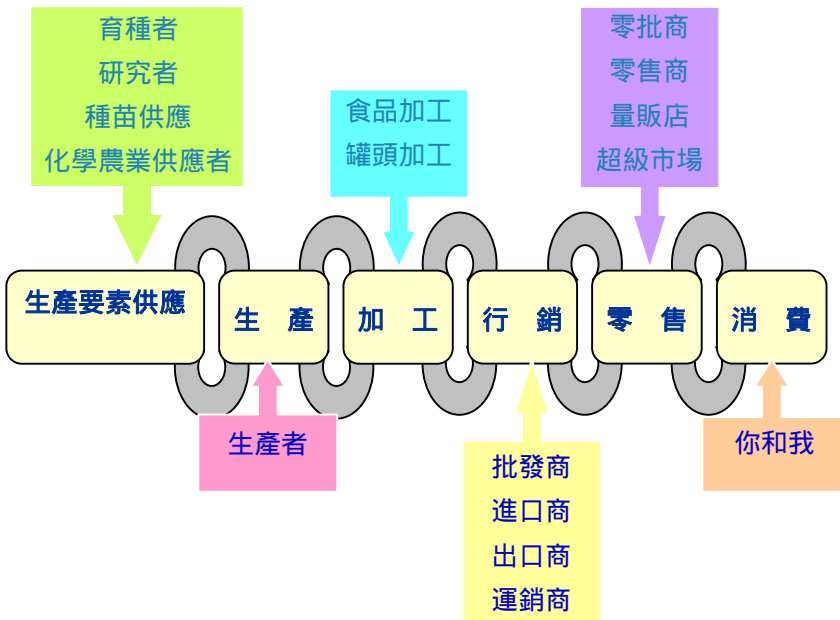 育種者
研究者
種苗供應
化學農業供應者
食品加工
罐頭加工
零批商
零售商
量販店
超級市場
生產要素供應
生　產
加　工
行　銷
零　售
消　費
生產者
批發商
進口商
出口商
運銷商
你和我